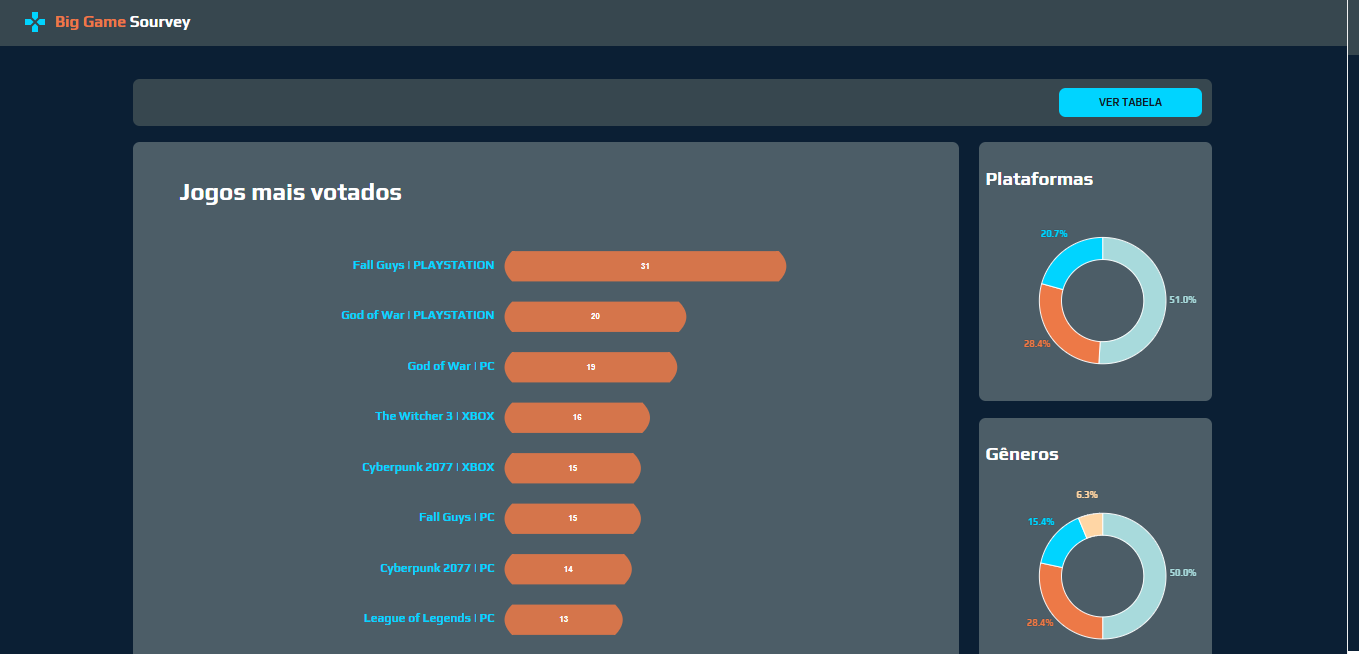 Big Game Sourvey
VER TABELA
Jogos mais votados
Fall Guys | PLAYSTATION 31
God of War | PLAYSTATION 20
God of War | PC 19
The Witcher 3 | XBOX 16
Cyberpunk 2077 | XBOX 15
Fall Guys | PC 15
Cyberpunk 2077 | PC 14
League of Legends | PC 13
Plataformas
20.7%
51.0%
28.4%
Gêneros
6.3%
15.4%
50.0%
28.4%